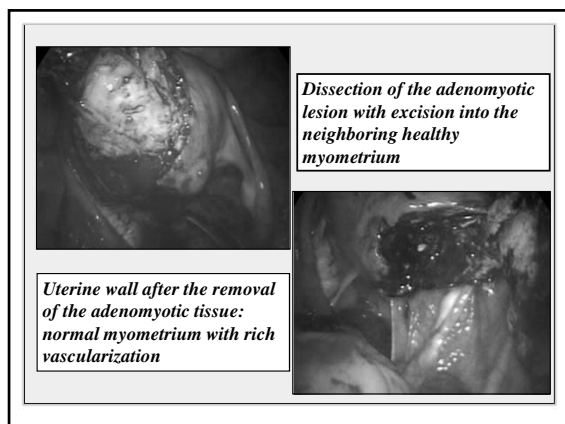 Dissection of the adenomyotic
lesion with excision into the
neighboring healthy
myometrium
Uterine wall after the removal
of the adenomyotic tissue:
normal myometrium with rich
vascularization